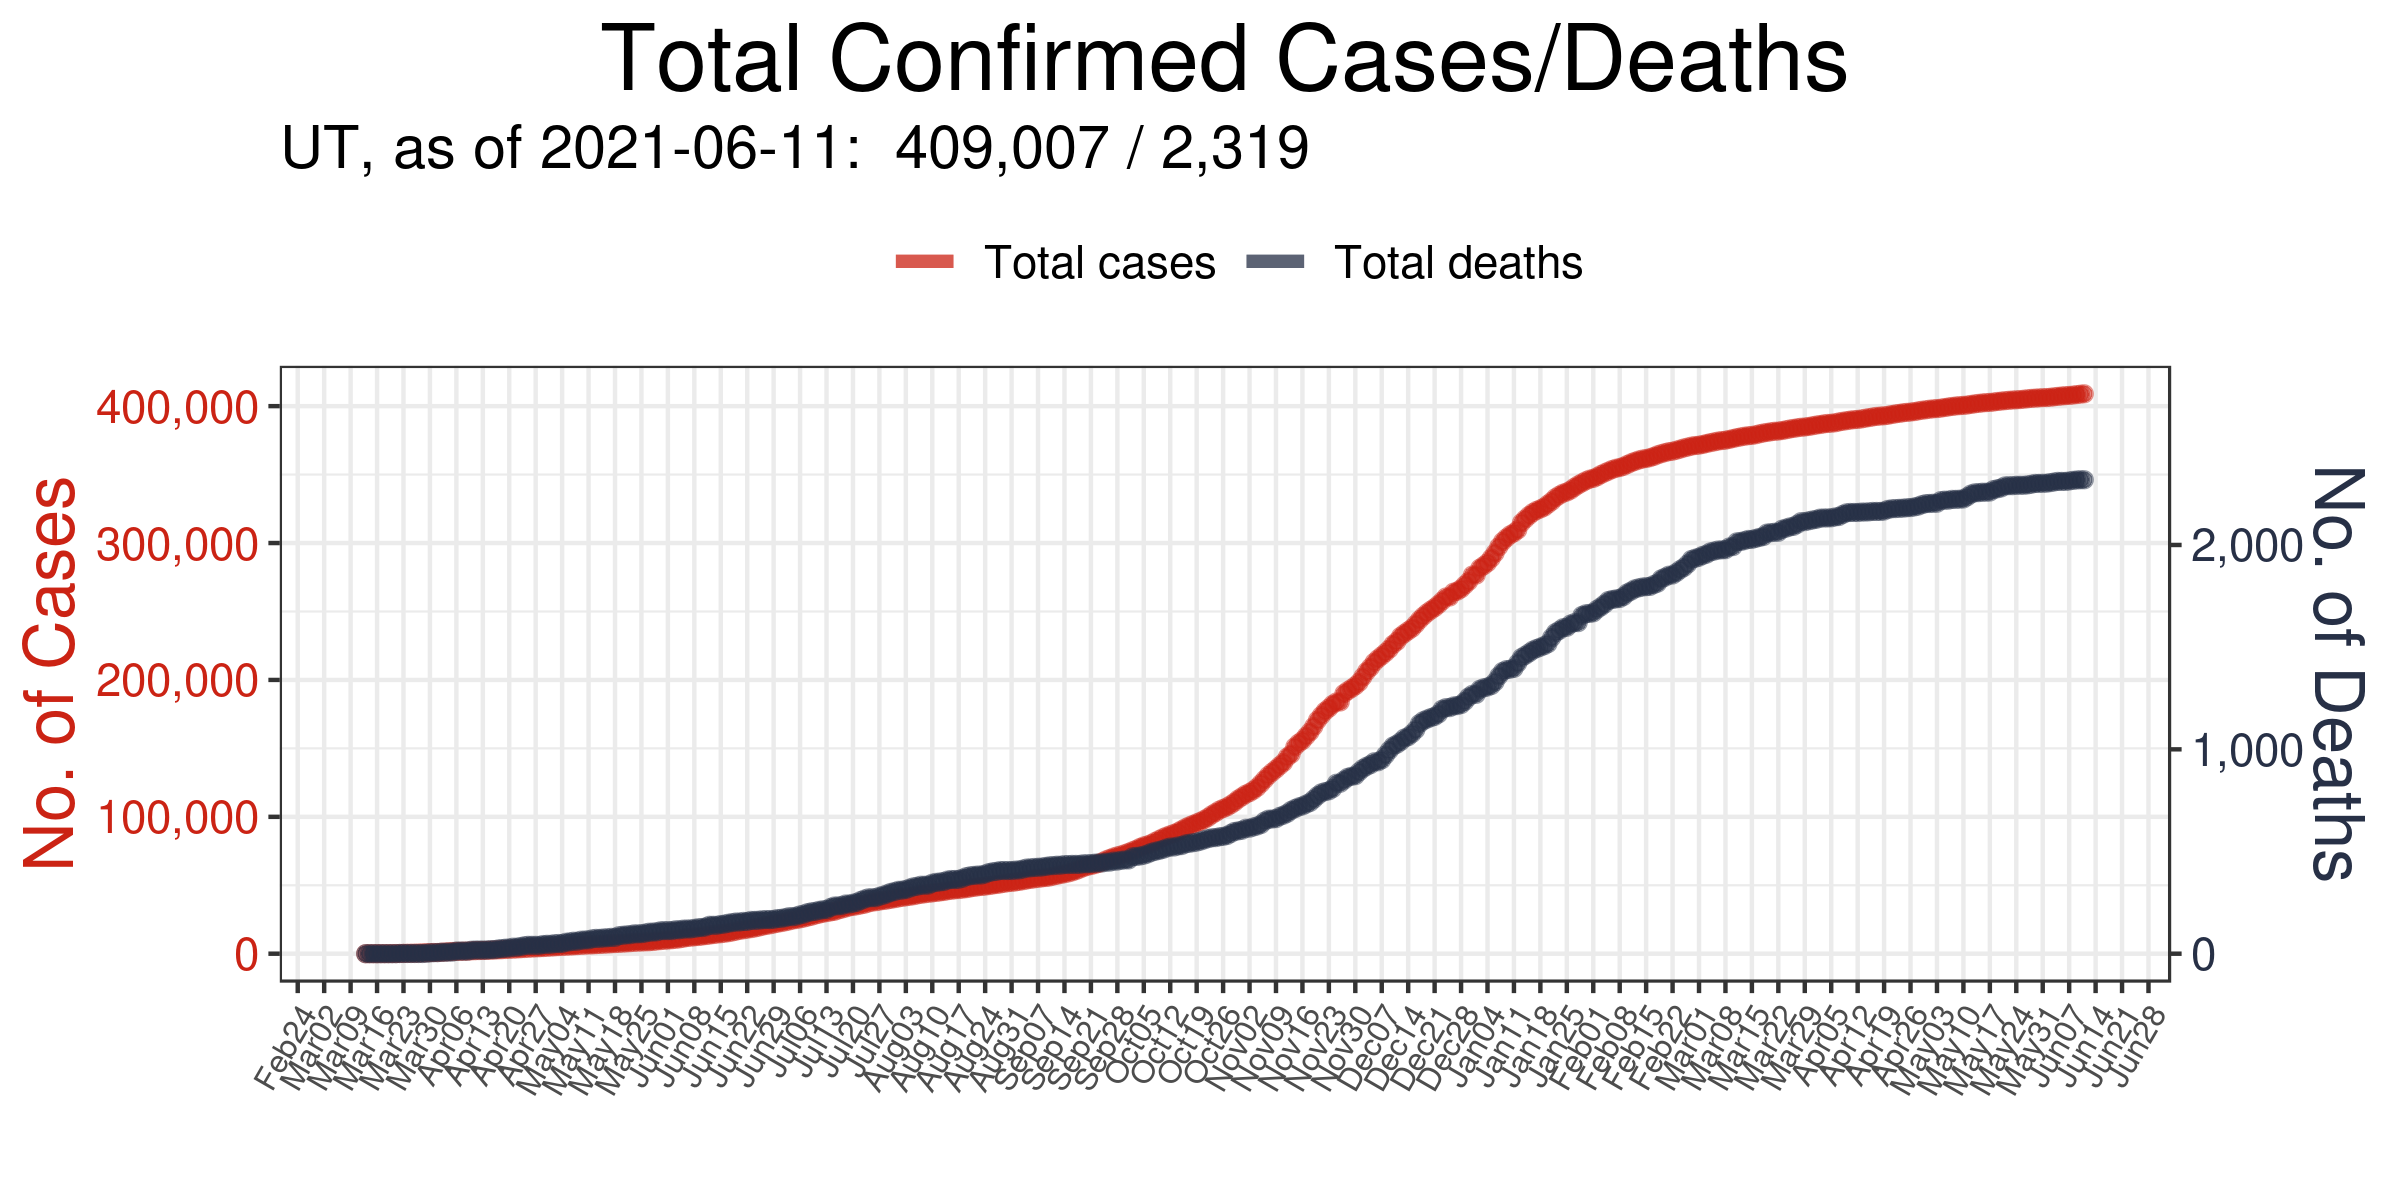 Total Confirmed Cases/Deaths
UT, as of 2021-06-11:  409,007 / 2,319
Total cases
Total deaths
No. of Cases
400,000
300,000
200,000
100,000
0
No. of Deaths
2,000
1,000
0
Feb24
Mar02
Mar09
Mar16
Mar23
Mar30
Apr06
Apr13
Apr20
Apr27
May04
May11
May18
May25
Jun01
Jun08
Jun15
Jun22
Jun29
Jul06
Jul13
Jul20
Jul27
Aug03
Aug10
Aug17
Aug24
Aug31
Sep07
Sep14
Sep21
Sep28
Oct05
Oct12
Oct19
Oct26
Nov02
Nov09
Nov16
Nov23
Nov30
Dec07
Dec14
Dec21
Dec28
Jan04
Jan11
Jan18
Jan25
Feb01
Feb08
Feb15
Feb22
Mar01
Mar08
Mar15
Mar22
Mar29
Apr05
Apr12
Apr19
Apr26
May03
May10
May17
May24
May31
Jun07
Jun14
Jun21
Jun28